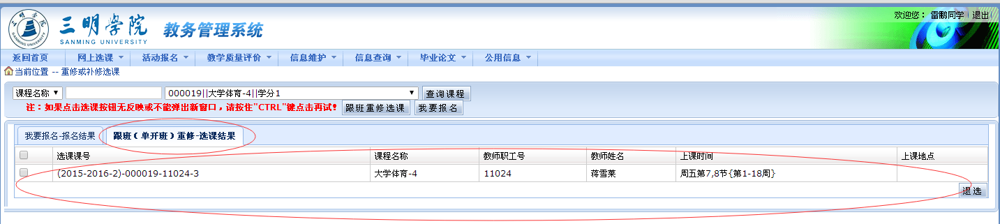 欢迎您： 雷鹏同学 退出
三明学院 教务管理系统
SANMING UNIVERSITY
返回首页 网上选课 活动报名 教学质量评价 信息维护 信息查询 毕业论文 公用信息
当前位置 -- 重修或补修选课
课程名称 000019||大学体育-4||学分1 查询课程
注：如果点击选课按钮无反映或不能弹出新窗口，请按住"CTRL"键点击再试！ 跟班重修选课 我要报名
我要报名-报名结果 跟班(单开班)重修-选课结果
选课课号 课程名称 教师职工号 教师姓名 上课时间 上课地点
(2015-2016-2)-000019-11024-3 大学体育-4 11024 蒋雪莱 周五第7,8节{第1-18周}
退选